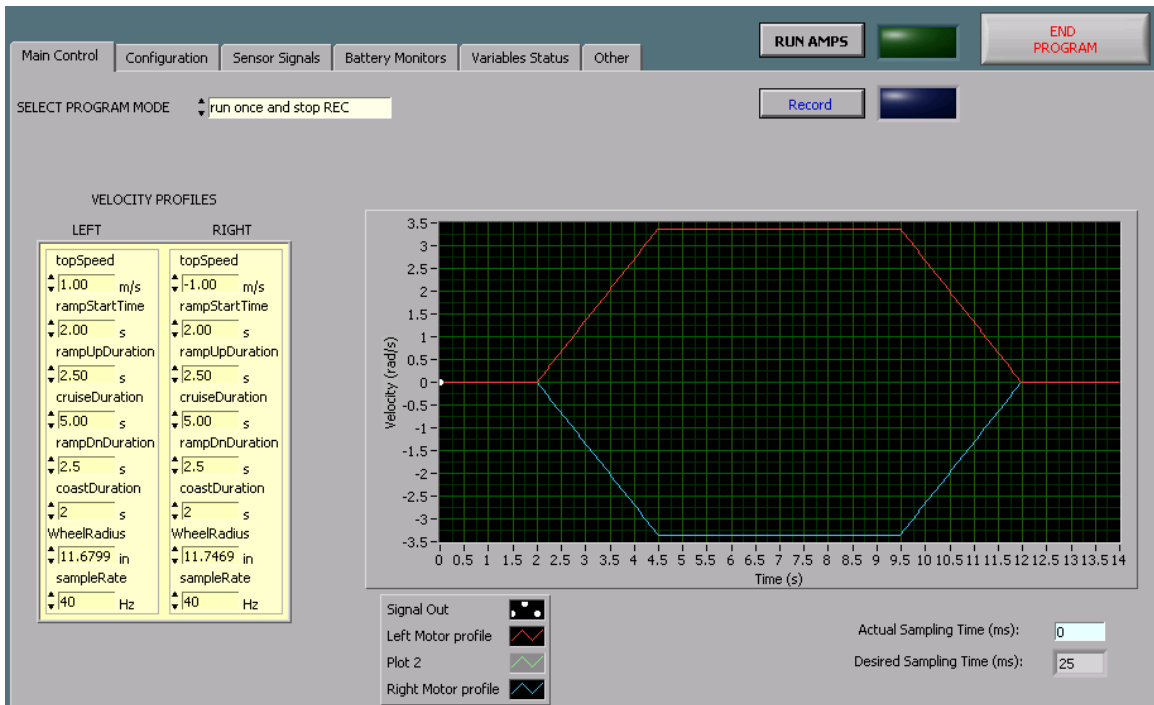 RUN AMPS
END
PROGRAM
Main Control Configuration Sensor Signals Battery Monitors Variables Status Other
SELECT PROGRAM MODE run once and stop REC
Record
VELOCITY PROFILES
LEFT RIGHT
topSpeed topSpeed
1.00 m/s -1.00 m/s
rampStartTime rampStartTime
2.00 s 2.00 s
rampUpDuration rampUpDuration
2.50 s 2.50 s
cruiseDuration cruiseDuration
5.00 s 5.00 s
rampDnDuration rampDnDuration
2.5 s 2.5 s
coastDuration coastDuration
2 s 2 s
WheelRadius WheelRadius
11.6799 in 11.7469 in
sampleRate sampleRate
40 Hz 40 Hz
Velocity (rad/s)
3.5
3
2.5
2
1.5
1
0.5
0
-0.5
-1
-1.5
-2
-2.5
-3
-3.5
0 0.5 1 1.5 2 2.5 3 3.5 4 4.5 5 5.5 6 6.5 7 7.5 8 8.5 9 9.5 10 10.5 11 11.5 12 12.5 13 13.5 14
Time (s)
Signal Out
Left Motor profile
Plot 2
Right Motor profile
Actual Sampling Time (ms): 0
Desired Sampling Time (ms): 25